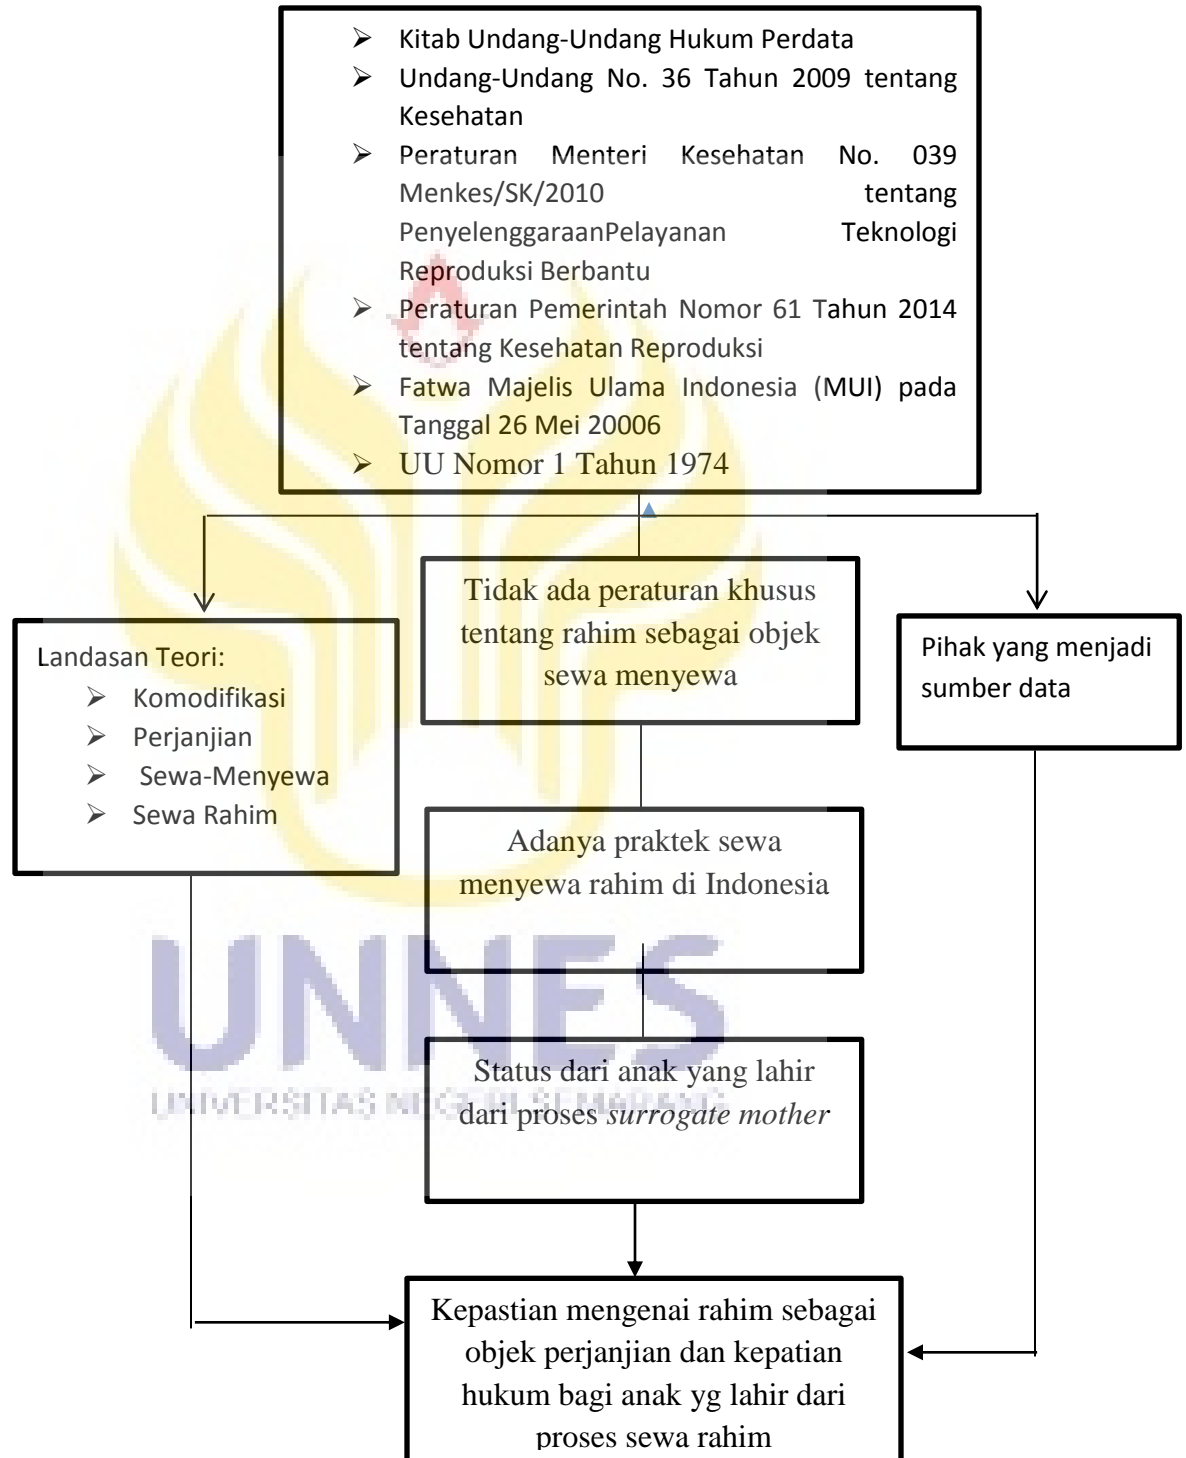 ➢ Kitab Undang-Undang Hukum Perdata
➢ Undang-Undang No. 36 Tahun 2009 tentang
Kesehatan
➢ Peraturan Menteri Kesehatan No. 039
Menkes/SK/2010 tentang
PenyelenggaraanPelayanan Teknologi
Reproduksi Berbantu
➢ Peraturan Pemerintah Nomor 61 Tahun 2014
tentang Kesehatan Reproduksi
➢ Fatwa Majelis Ulama Indonesia (MUI) pada
Tanggal 26 Mei 20006
➢ UU Nomor 1 Tahun 1974
Landasan Teori:
➢ Komodifikasi
➢ Perjanjian
➢ Sewa-Menyewa
➢ Sewa Rahim
Tidak ada peraturan khusus
tentang rahim sebagai objek
sewa menyewa
Pihak yang menjadi
sumber data
Adanya praktek sewa
menyewa rahim di Indonesia
Status dari anak yang lahir
dari proses surrogate mother
Kepastian mengenai rahim sebagai
objek perjanjian dan kepatian
hukum bagi anak yg lahir dari
proses sewa rahim
UNNES
UNIVERSITAS NEGERI SEMARANG